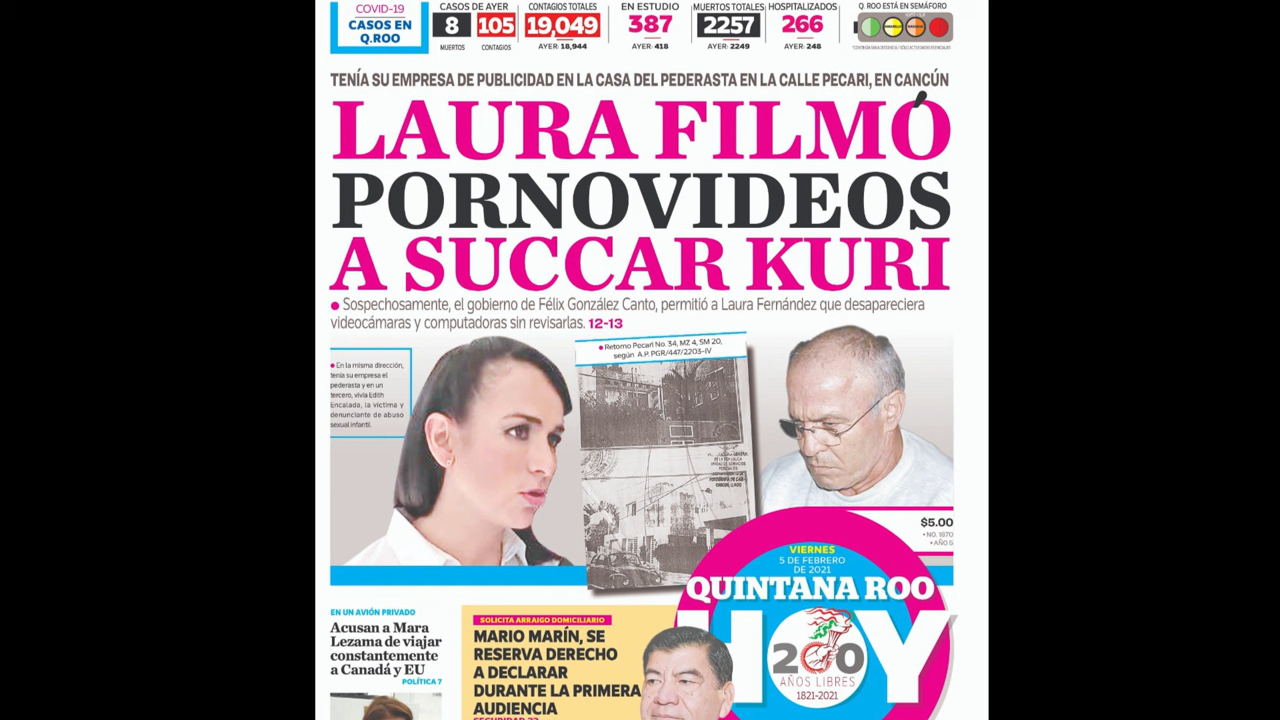 COVID-19
CASOS EN
Q.ROO
CASOS DE AYER
8
105
MUERTOS
CONTAGIOS
CONTAGIOS TOTALES
19,049
AYER: 18,944
EN ESTUDIO
387
AYER: 418
MUERTOS TOTALES
2257
AYER: 2249
HOSPITALIZADOS
266
AYER: 248
Q. ROO ESTÁ EN SEMÁFORO
TENÍA SU EMPRESA DE PUBLICIDAD EN LA CASA DEL PEDERASTA EN LA CALLE PECARI, EN CANCÚN
LAURA FILMÓ
PORNOVIDEOS
A SUCCAR KURI
Sospechosamente, el gobierno de Félix González Canto, permitió a Laura Fernández que desapareciera
videocámaras y computadoras sin revisarlas. 12-13
En la misma dirección,
tenía su empresa el
pederasta y en un
tercero, vivía Edith
Encalada, la víctima y
denunciante de abuso
sexual infantil.
Retorno Pecari No. 34, MZ 4, SM 20,
según A.P. PGR/447/2203-IV
$5.00
• NO. 1870
• AÑO 5
VIERNES
5 DE FEBRERO
DE 2021
QUINTANA ROO
HOY
200
AÑOS LIBRES
1821-2021
EN UN AVIÓN PRIVADO
Acusan a Mara
Lezama de viajar
constantemente
a Canadá y EU
POLÍTICA 7
SOLICITA ARRAIGO DOMICILIARIO
MARIO MARÍN, SE
RESERVA DERECHO
A DECLARAR
DURANTE LA PRIMERA
AUDIENCIA